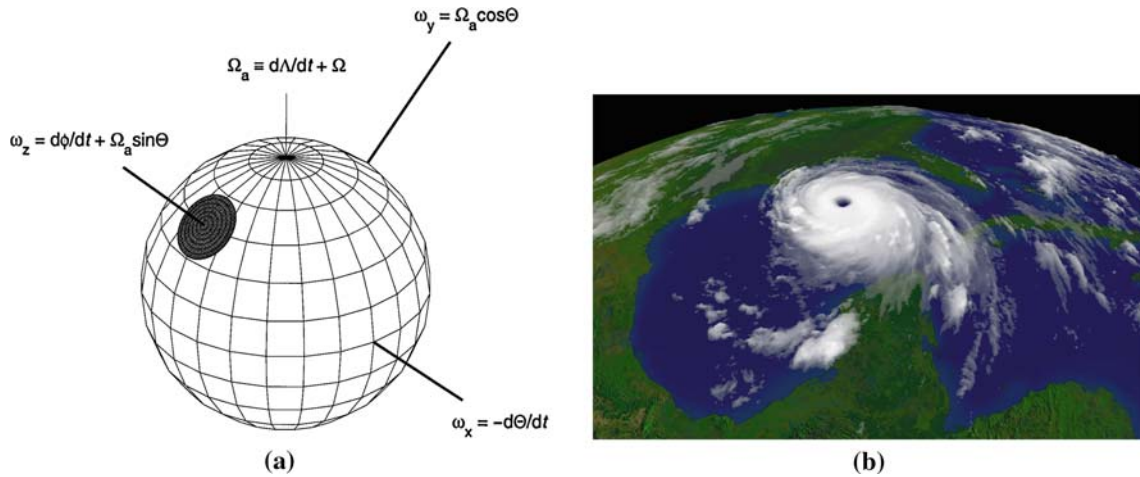 ω_y = Ω_a cosΘ
Ω_a ≡ dΛ/dt + Ω
ω_z = dϕ/dt + Ω_a sinΘ
ω_x = -dΘ/dt
(a)
(b)